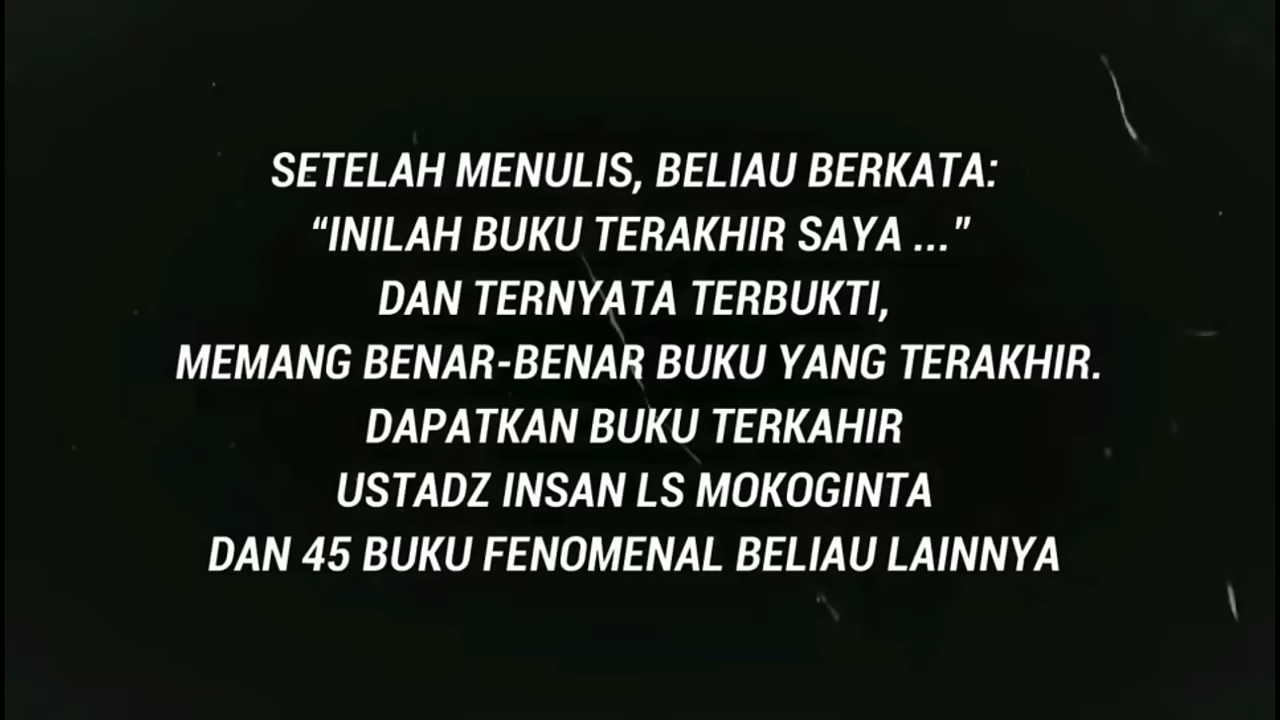 SETELAH MENULIS, BELIAU BERKATA:
“INILAH BUKU TERAKHIR SAYA ...”
DAN TERNYATA TERBUKTI,
MEMANG BENAR-BENAR BUKU YANG TERAKHIR.
DAPATKAN BUKU TERKAHIR
USTADZ INSAN LS MOKOGINTA
DAN 45 BUKU FENOMENAL BELIAU LAINNYA